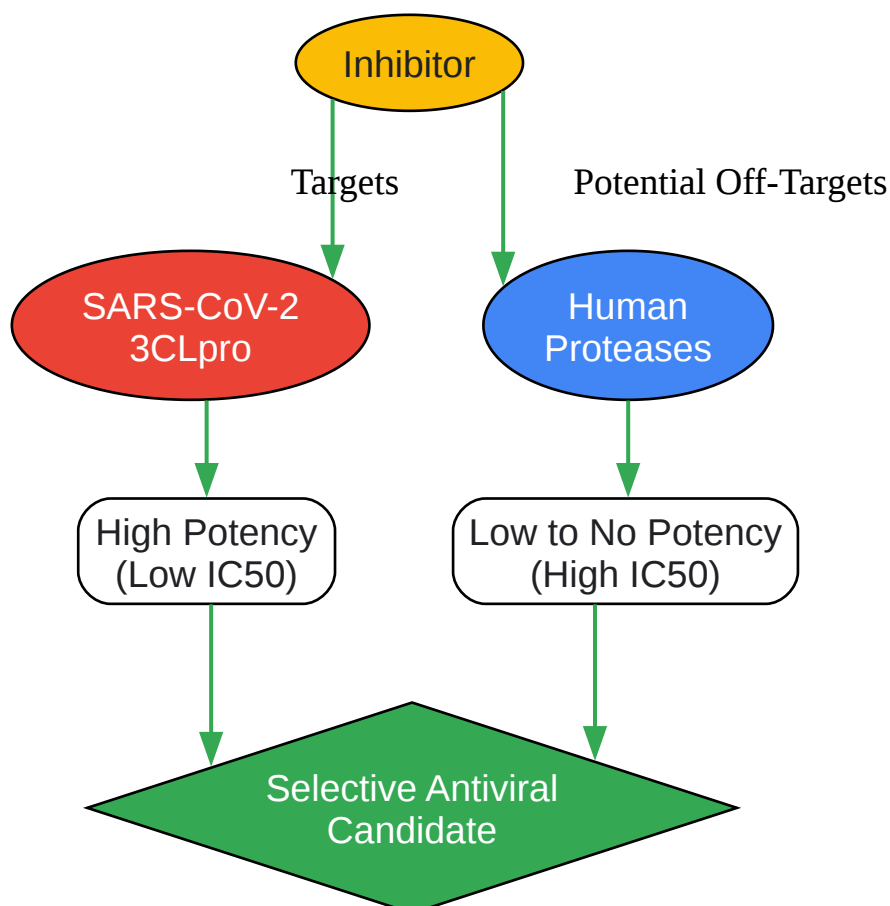 Inhibitor
Targets
Potential Off-Targets
SARS-CoV-2
3CLpro
Human
Proteases
High Potency
(Low IC50)
Low to No Potency
(High IC50)
Selective Antiviral
Candidate